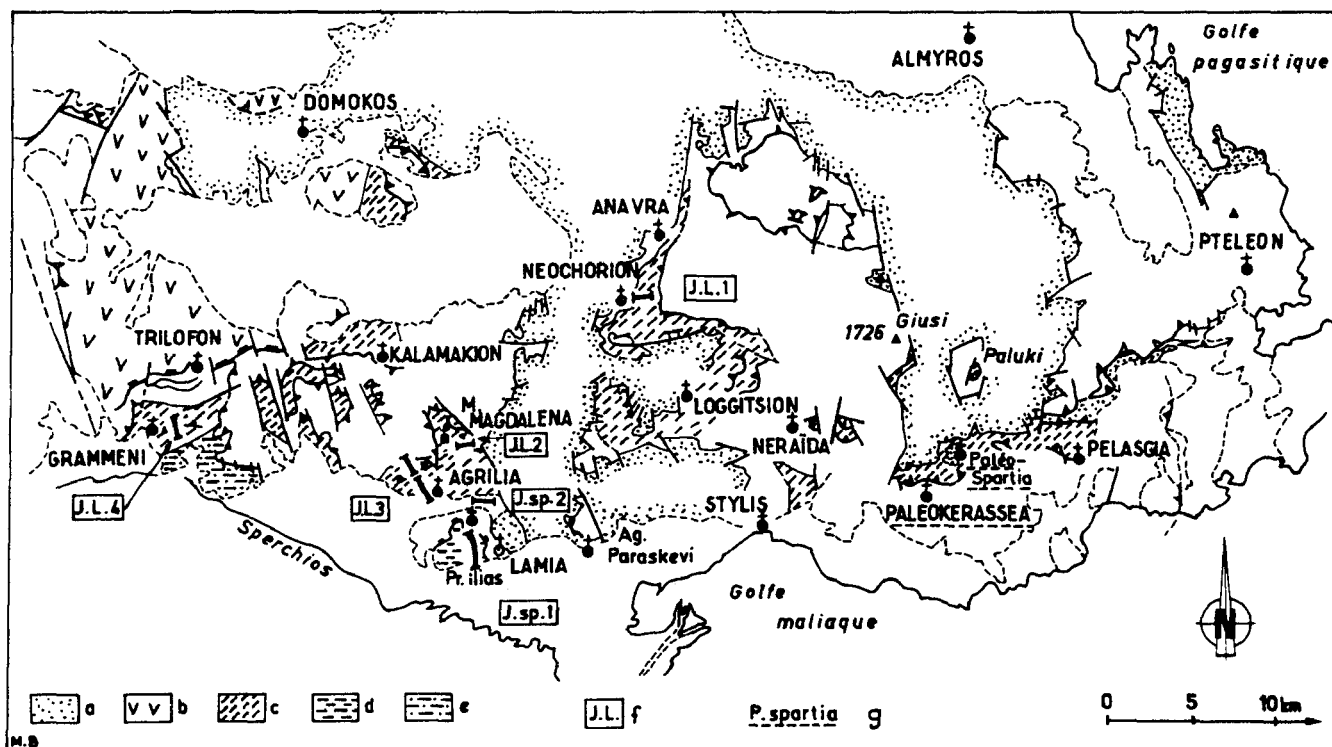 Golfe
pagasitique
ALMYROS
DOMOKOS
ANAVRA
PTELEON
NEOCHORION
J.L.1
1726 Giusi
TRILOFON
KALAMAKION
Paluki
LOGGITSION
M.
MAGDALENA
NERAÏDA
GRAMMENI
J.L.2
PELASGIA
Paléo-
Spartia
AGRILIA
J.L.4
J.L.3
J.sp.2
STYLIS
PALEOKERASSEA
Sperchios
Ag.
Paraskevi
LAMIA
Pr.ilias
J.sp.1
Golfe
maliaque
N
a b c d e J.L. f P.spartia g
0 5 10 km
M.B